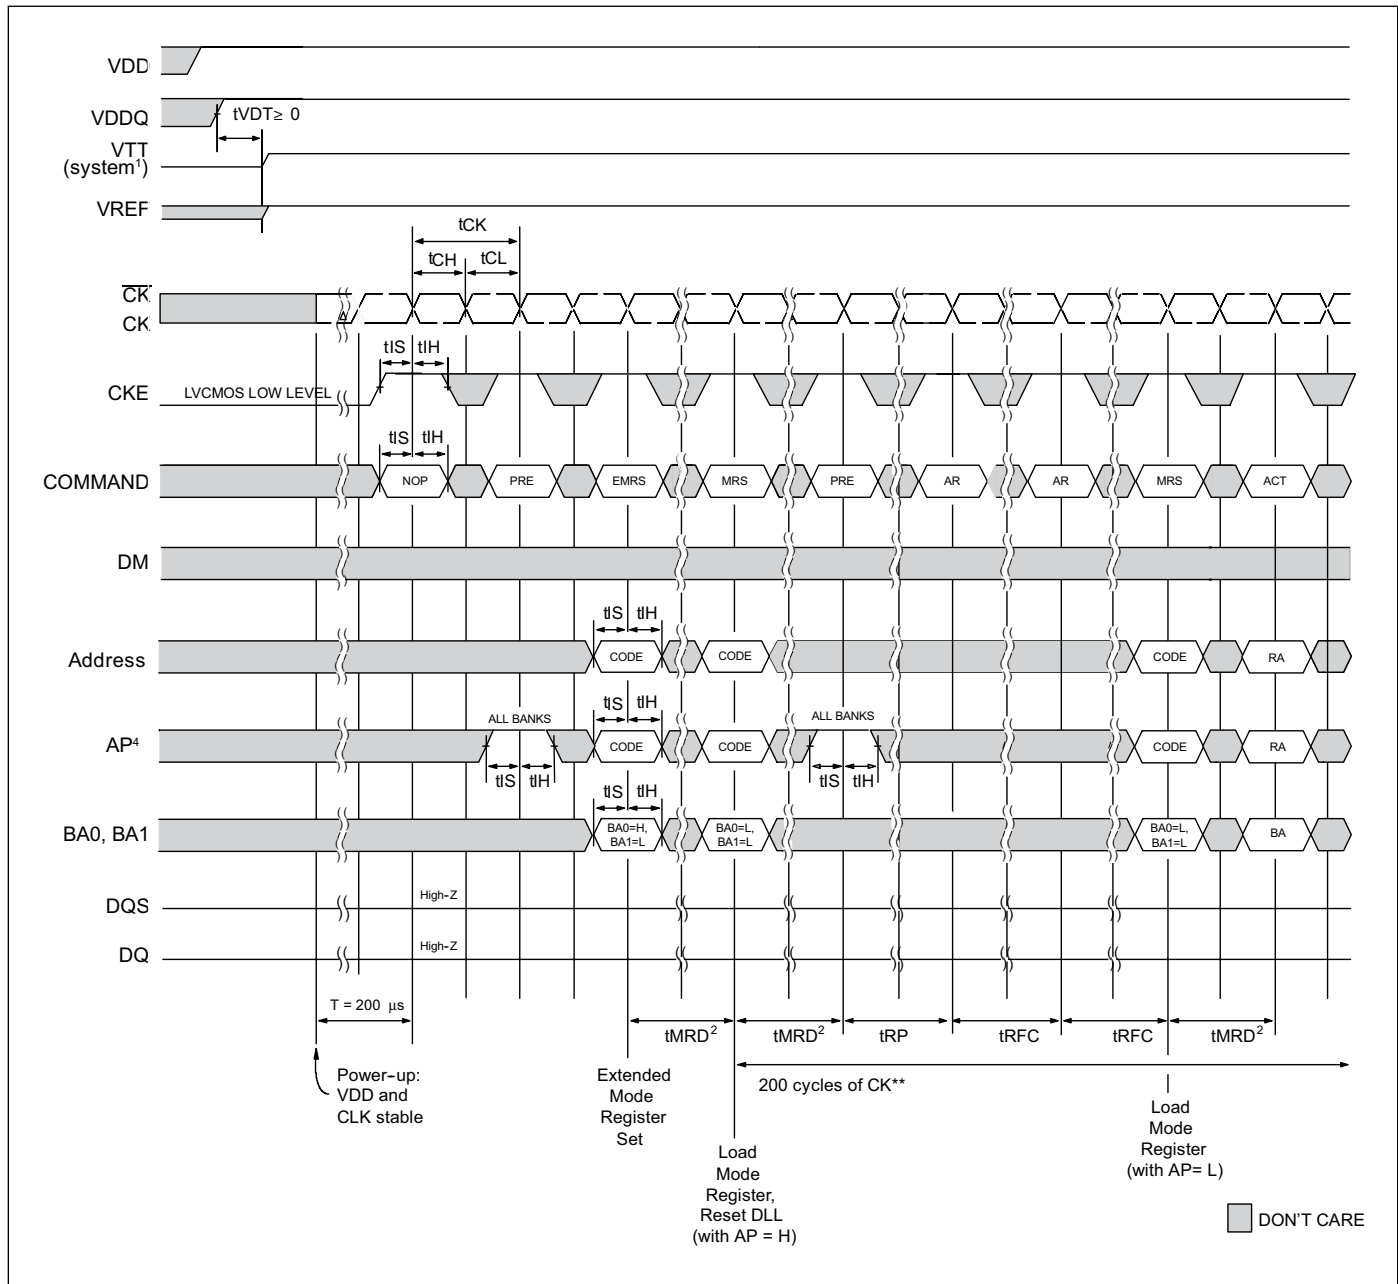 VDD
VDDQ
tVDT≥ 0
VTT
(system¹)
VREF
tCK
tCH
tCL
CK
CK
tIS
tIH
CKE
LVCMOS LOW LEVEL
tIS
tIH
COMMAND
NOP
PRE
EMRS
MRS
PRE
AR
AR
MRS
ACT
DM
tIS
tIH
Address
CODE
CODE
CODE
RA
ALL BANKS
tIS
tIH
ALL BANKS
AP⁴
CODE
CODE
CODE
RA
tIS
tIH
tIS
tIH
tIS
tIH
BA0, BA1
BA0=H,
BA1=L
BA0=L,
BA1=L
BA0=L,
BA1=L
BA
DQS
High-Z
DQ
High-Z
T = 200 μs
tMRD²
tMRD²
tRP
tRFC
tRFC
tMRD²
Power-up:
VDD and
CLK stable
Extended
Mode
Register
Set
200 cycles of CK**
Load
Mode
Register,
Reset DLL
(with AP = H)
Load
Mode
Register
(with AP= L)
DON'T CARE